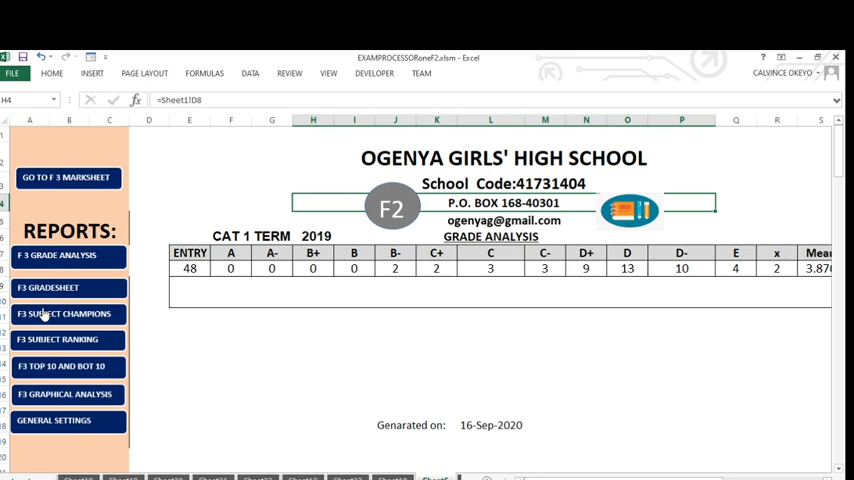 EXAMPROCESSORoneF2.xlsm - Excel
FILE HOME INSERT PAGE LAYOUT FORMULAS DATA REVIEW VIEW DEVELOPER TEAM
CALVINCE OKEYO
H4 fx =Sheet1!D8
A B C D E F G H I J K L M N O P Q R S
OGENYA GIRLS' HIGH SCHOOL
School Code:41731404
P.O. BOX 168-40301
F2
ogenyag@gmail.com
CAT 1 TERM 2019 GRADE ANALYSIS
ENTRY A A- B+ B B- C+ C C- D+ D D- E x Mea
48 0 0 0 0 2 2 3 3 9 13 10 4 2
Genarated on: 16-Sep-2020
GO TO F 3 MARKSHEET
REPORTS:
F 3 GRADE ANALYSIS
F3 GRADESHEET
F3 SUBJECT CHAMPIONS
F3 SUBJECT RANKING
F3 TOP 10 AND BOT 10
F3 GRAPHICAL ANALYSIS
GENERAL SETTINGS